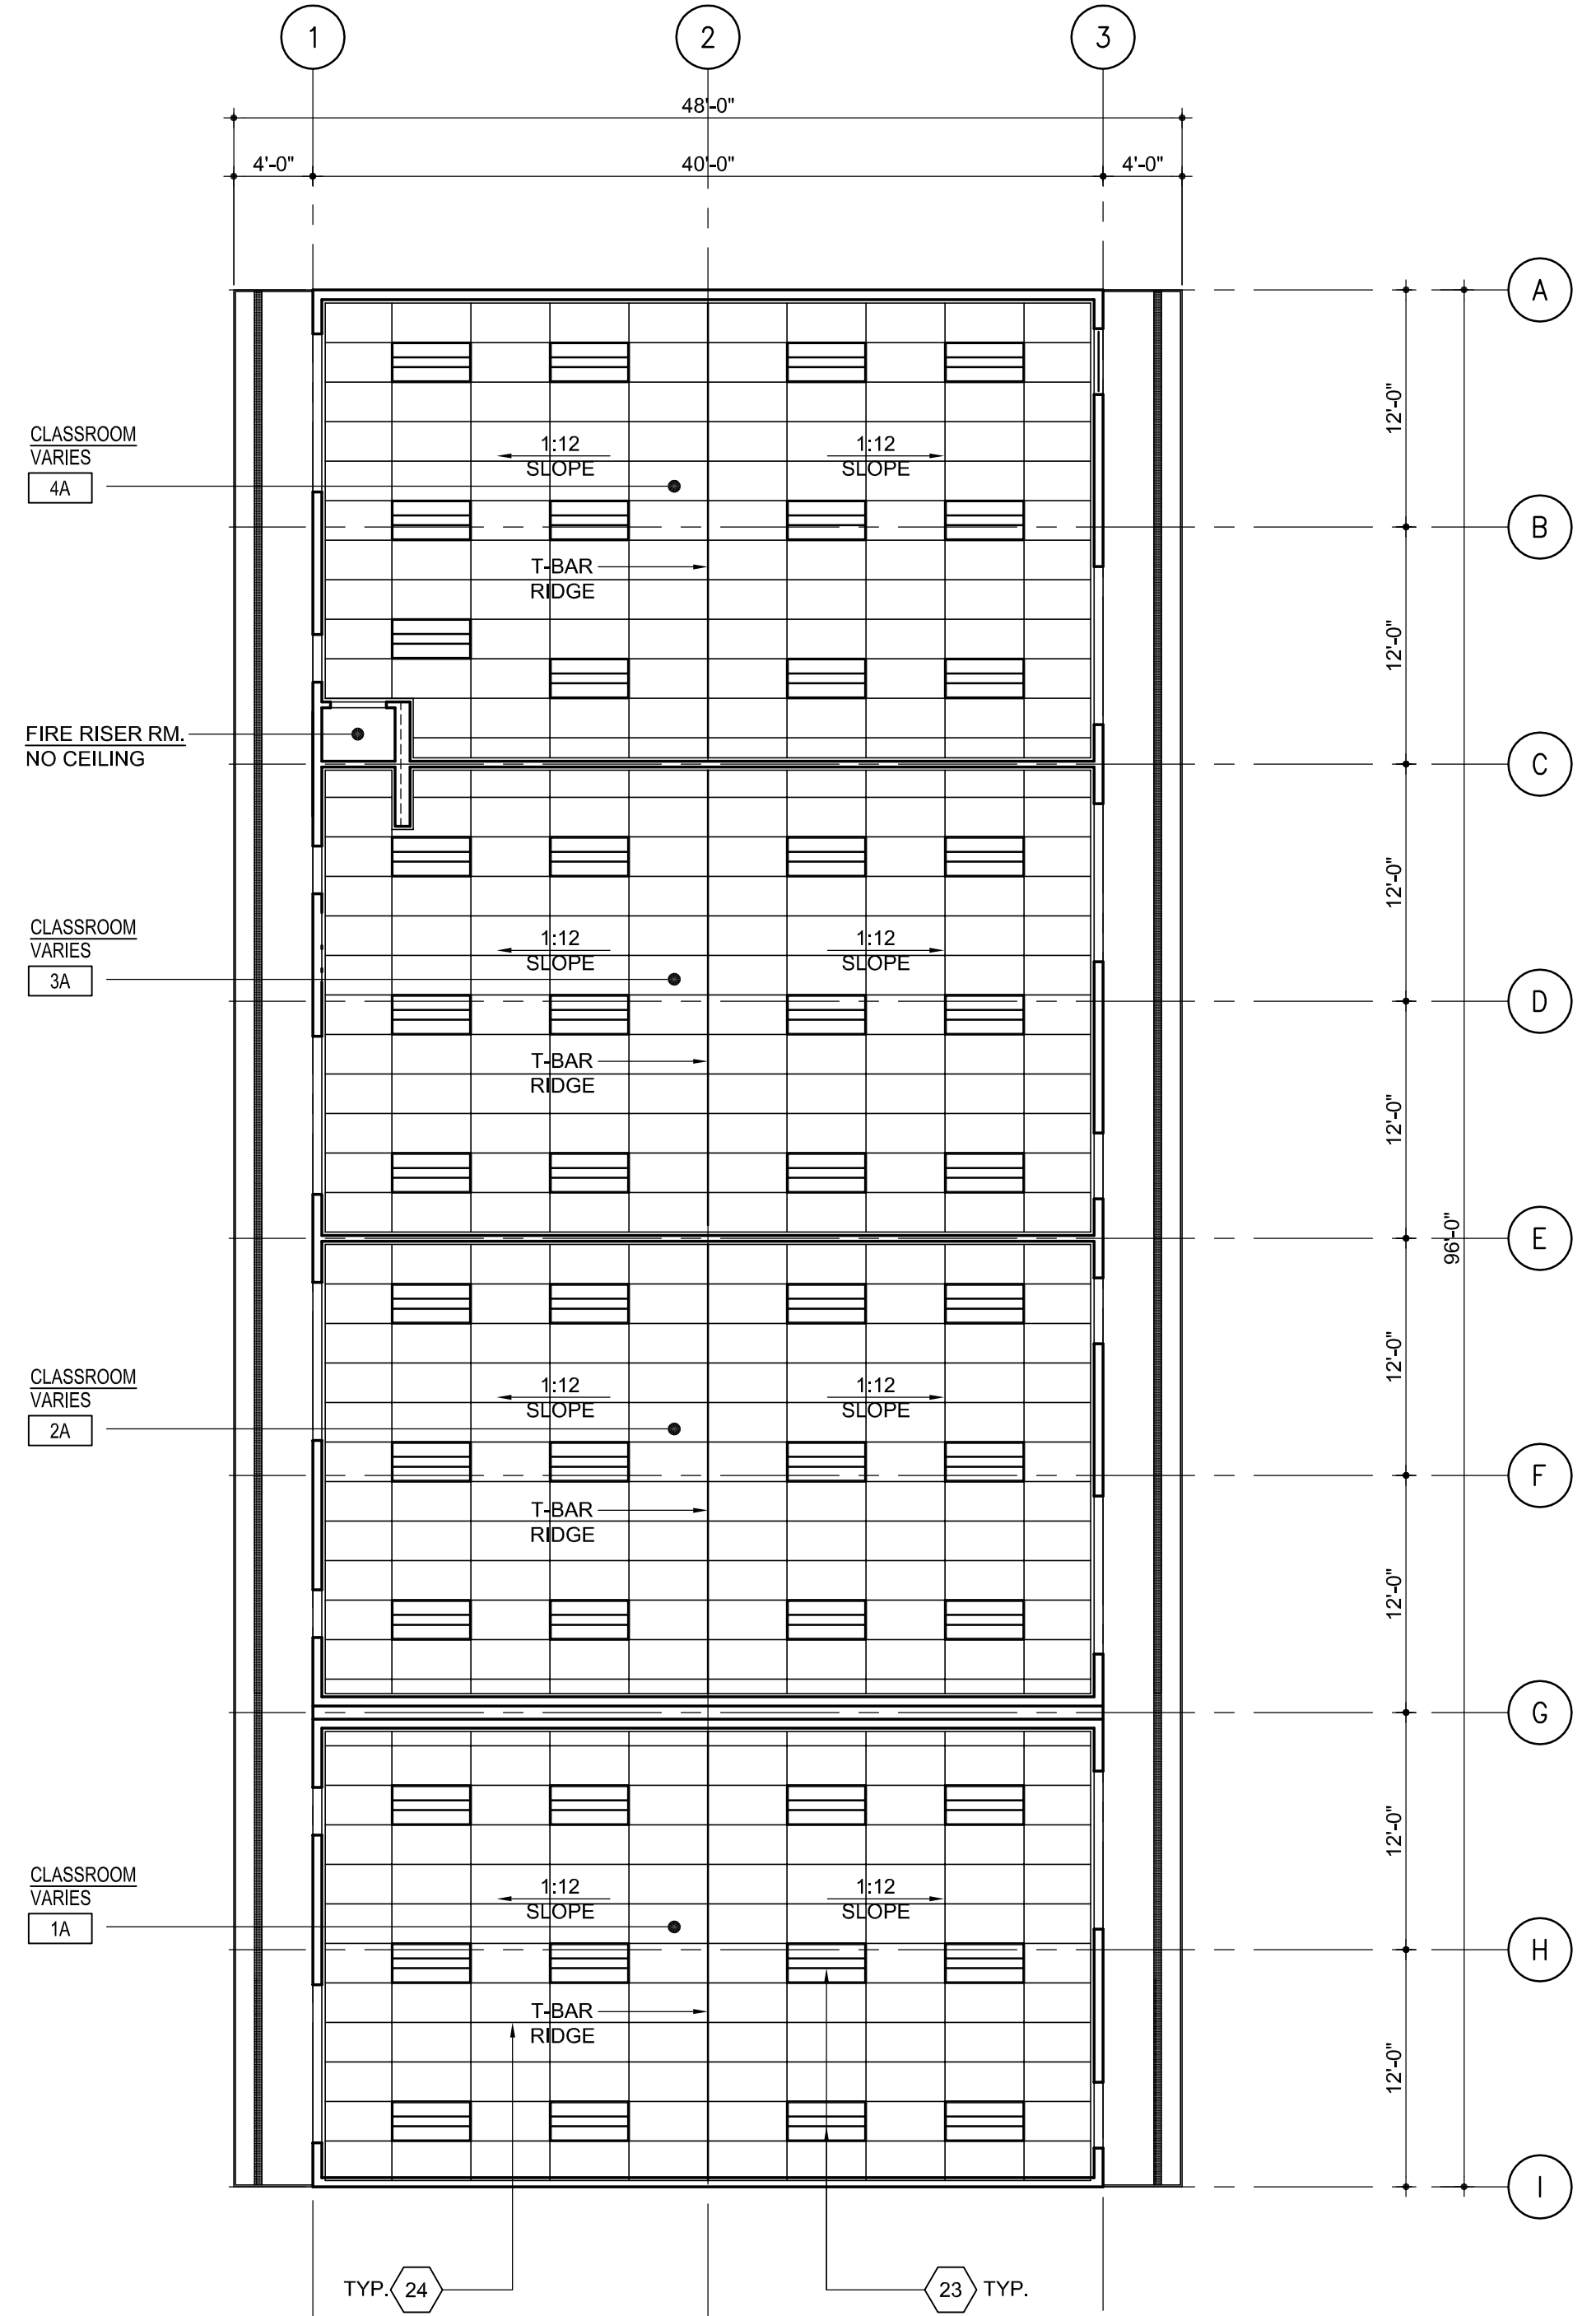 1
2
3
48'-0"
4'-0"
40'-0"
4'-0"
A
12'-0"
CLASSROOM
VARIES
4A
1:12
SLOPE
1:12
SLOPE
B
T-BAR
RIDGE
12'-0"
FIRE RISER RM.
NO CEILING
C
12'-0"
CLASSROOM
VARIES
3A
1:12
SLOPE
1:12
SLOPE
D
T-BAR
RIDGE
12'-0"
E
96'-0"
12'-0"
CLASSROOM
VARIES
2A
1:12
SLOPE
1:12
SLOPE
F
T-BAR
RIDGE
12'-0"
G
12'-0"
CLASSROOM
VARIES
1A
1:12
SLOPE
1:12
SLOPE
H
T-BAR
RIDGE
12'-0"
I
TYP. 24
23 TYP.